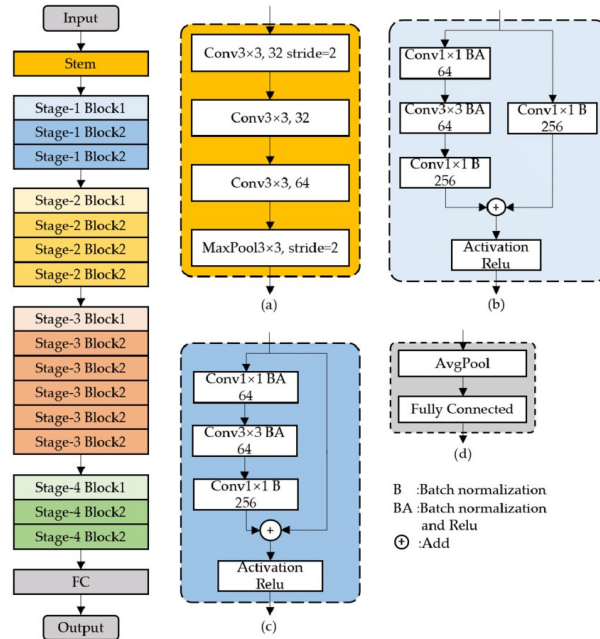 Input
Stem
Stage-1 Block1
Stage-1 Block2
Stage-1 Block2
Stage-2 Block1
Stage-2 Block2
Stage-2 Block2
Stage-2 Block2
Stage-3 Block1
Stage-3 Block2
Stage-3 Block2
Stage-3 Block2
Stage-3 Block2
Stage-3 Block2
Stage-4 Block1
Stage-4 Block2
Stage-4 Block2
FC
Output
Conv3×3, 32 stride=2
Conv3×3, 32
Conv3×3, 64
MaxPool3×3, stride=2
(a)
Conv1×1 BA
64
Conv3×3 BA
64
Conv1×1 B
256
Conv1×1 B
256
+
Activation
Relu
(b)
Conv1×1 BA
64
Conv3×3 BA
64
Conv1×1 B
256
+
Activation
Relu
(c)
AvgPool
Fully Connected
(d)
B :Batch normalization
BA :Batch normalization
and Relu
+ :Add